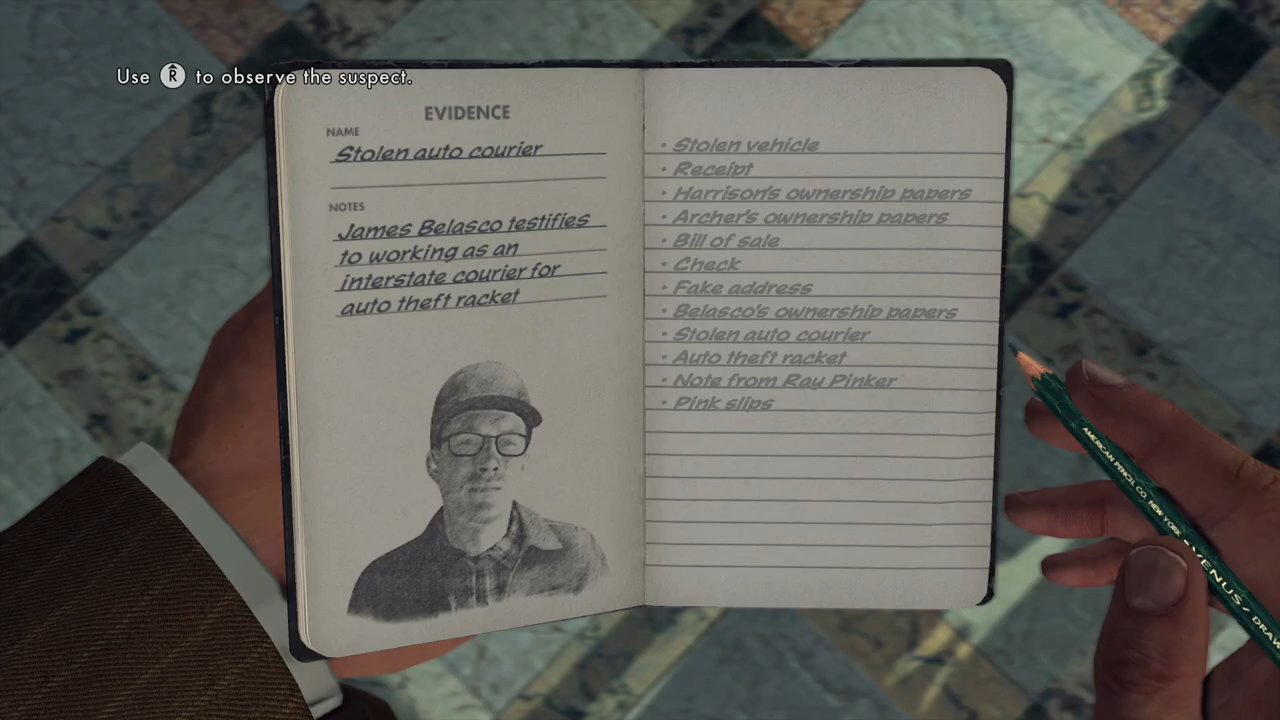 Use R to observe the suspect.
EVIDENCE
NAME
Stolen auto courier
NOTES
James Belasco testifies
to working as an
interstate courier for
auto theft racket
• Stolen vehicle
• Receipt
• Harrison's ownership papers
• Archer's ownership papers
• Bill of sale
• Check
• Fake address
• Belasco's ownership papers
• Stolen auto courier
• Auto theft racket
• Note from Ray Pinker
• Pink slips
AMERICAN PENCIL CO. NEW YORK VENUS DRAW